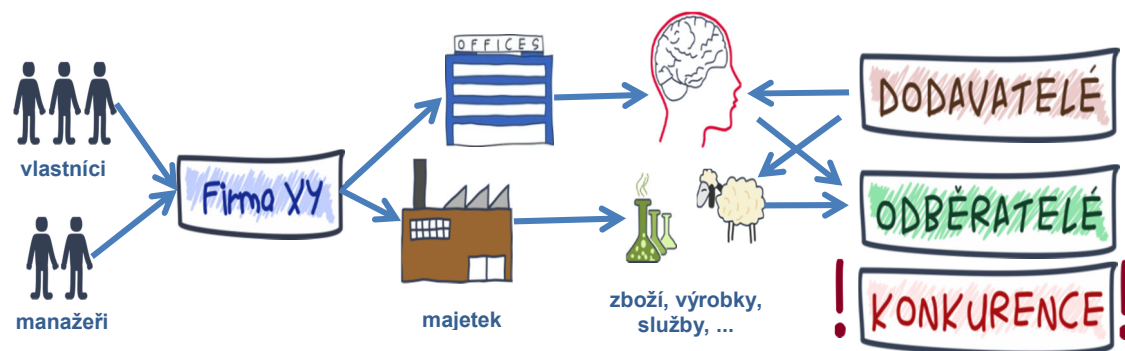 vlastníci
manažeři
Firma XY
OFFICES
majetek
zboží, výrobky,
služby, ...
DODAVATELÉ
ODBĚRATELÉ
! KONKURENCE !